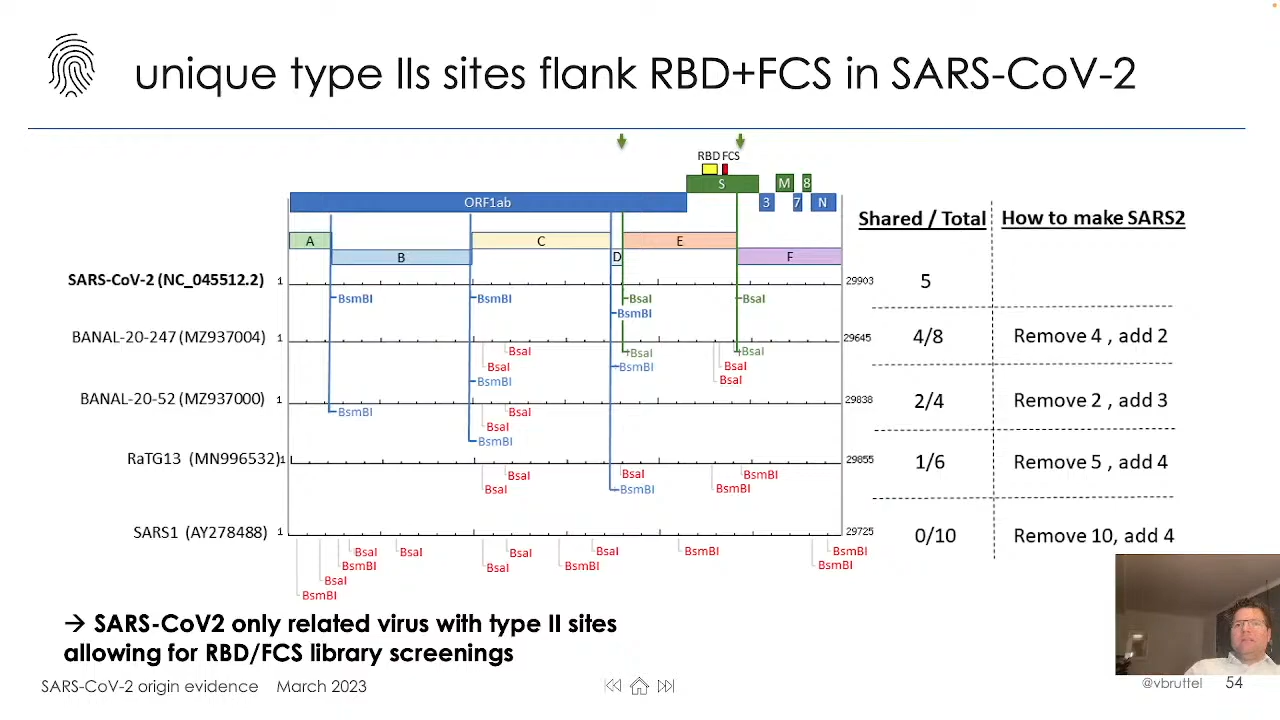 unique type IIs sites flank RBD+FCS in SARS-CoV-2
RBD FCS
S M 8
ORF1ab 3 7 N
Shared / Total How to make SARS2
A C E
B D F
SARS-CoV-2 (NC_045512.2) 1 29903 5
BsmBI BsmBI BsaI BsaI
BsmBI
BANAL-20-247 (MZ937004) 1 29645 4/8 Remove 4 , add 2
BsaI BsaI BsaI
BsaI BsmBI BsaI
BsmBI BsaI
BANAL-20-52 (MZ937000) 1 29838 2/4 Remove 2 , add 3
BsmBI BsaI
BsaI
BsmBI
RaTG13 (MN996532) 1 29855 1/6 Remove 5 , add 4
BsaI BsaI BsmBI
BsaI BsmBI BsmBI
SARS1 (AY278488) 1 29725 0/10 Remove 10, add 4
BsaI BsaI BsaI BsaI BsmBI BsmBI
BsmBI BsaI BsmBI BsmBI
BsaI
BsmBI
→ SARS-CoV2 only related virus with type II sites
allowing for RBD/FCS library screenings
SARS-CoV-2 origin evidence March 2023 @vbruttel 54